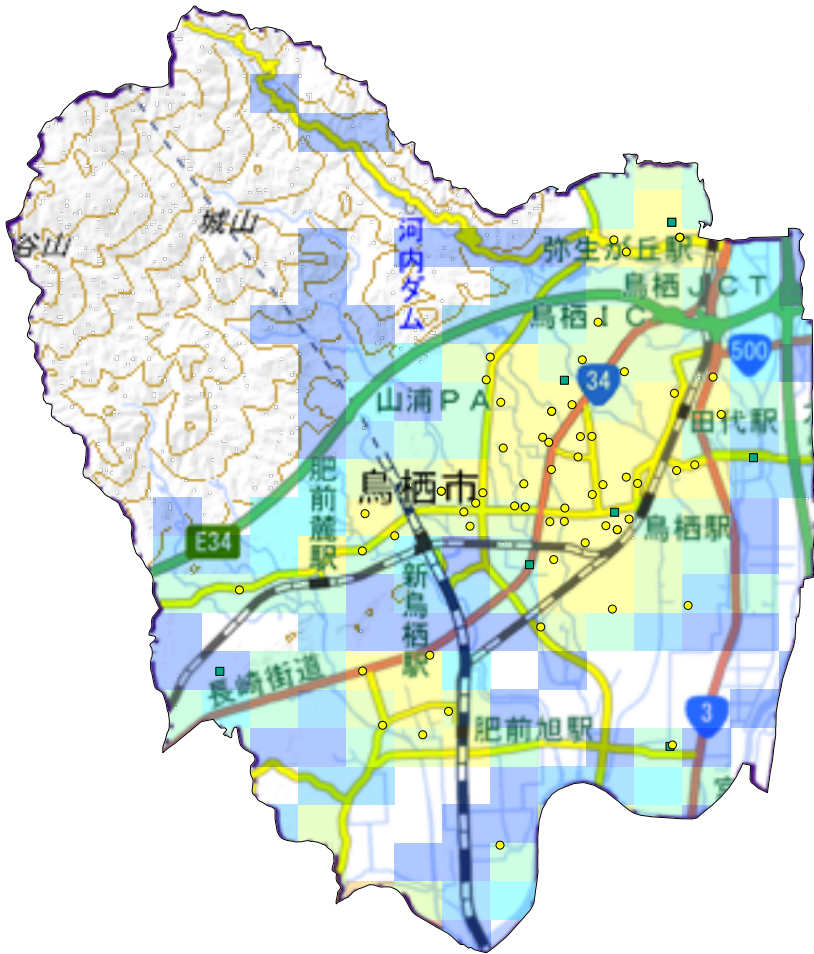 城山
谷山
河内ダム
弥生が丘駅
鳥栖ＪＣＴ
鳥栖ＩＣ
500
34
山浦ＰＡ
田代駅
肥前麓駅
鳥栖市
E34
鳥栖駅
新鳥栖駅
長崎街道
3
肥前旭駅